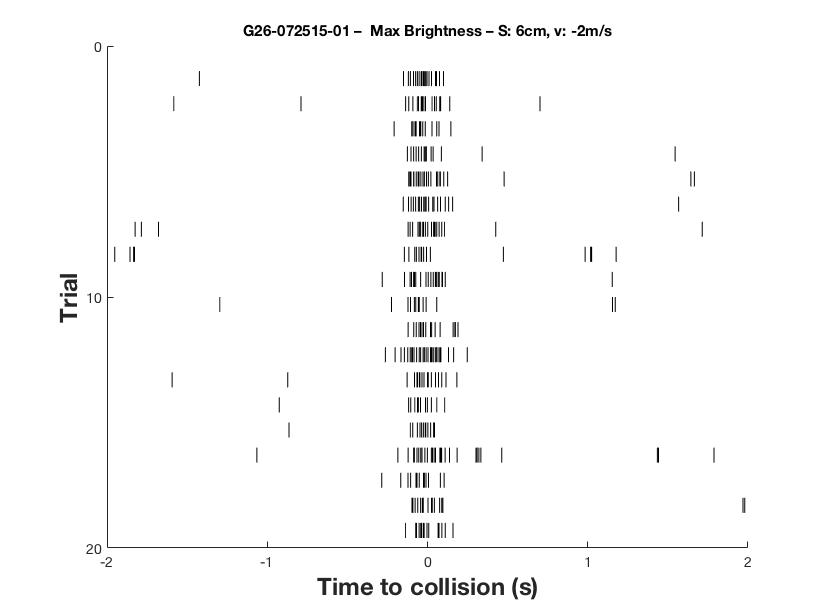 G26-072515-01 – Max Brightness – S: 6cm, v: -2m/s
0
10
20
Trial
-2 -1 0 1 2
Time to collision (s)